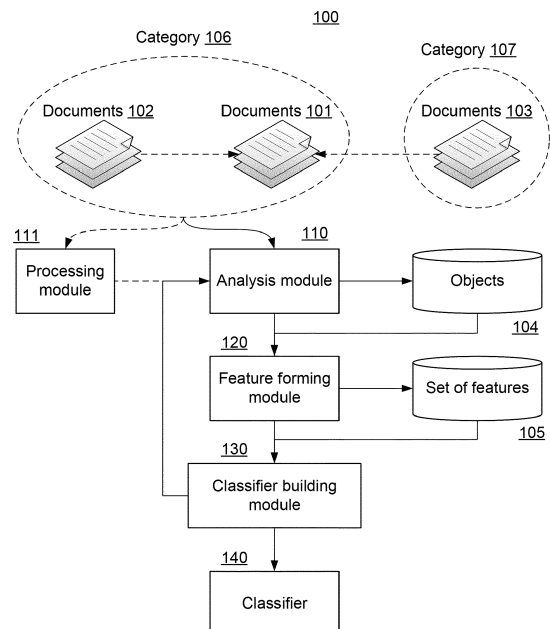 100
Category 106
Category 107
Documents 102
Documents 101
Documents 103
111
110
Processing
module
Analysis module
Objects
104
120
Feature forming
module
Set of features
105
130
Classifier building
module
140
Classifier